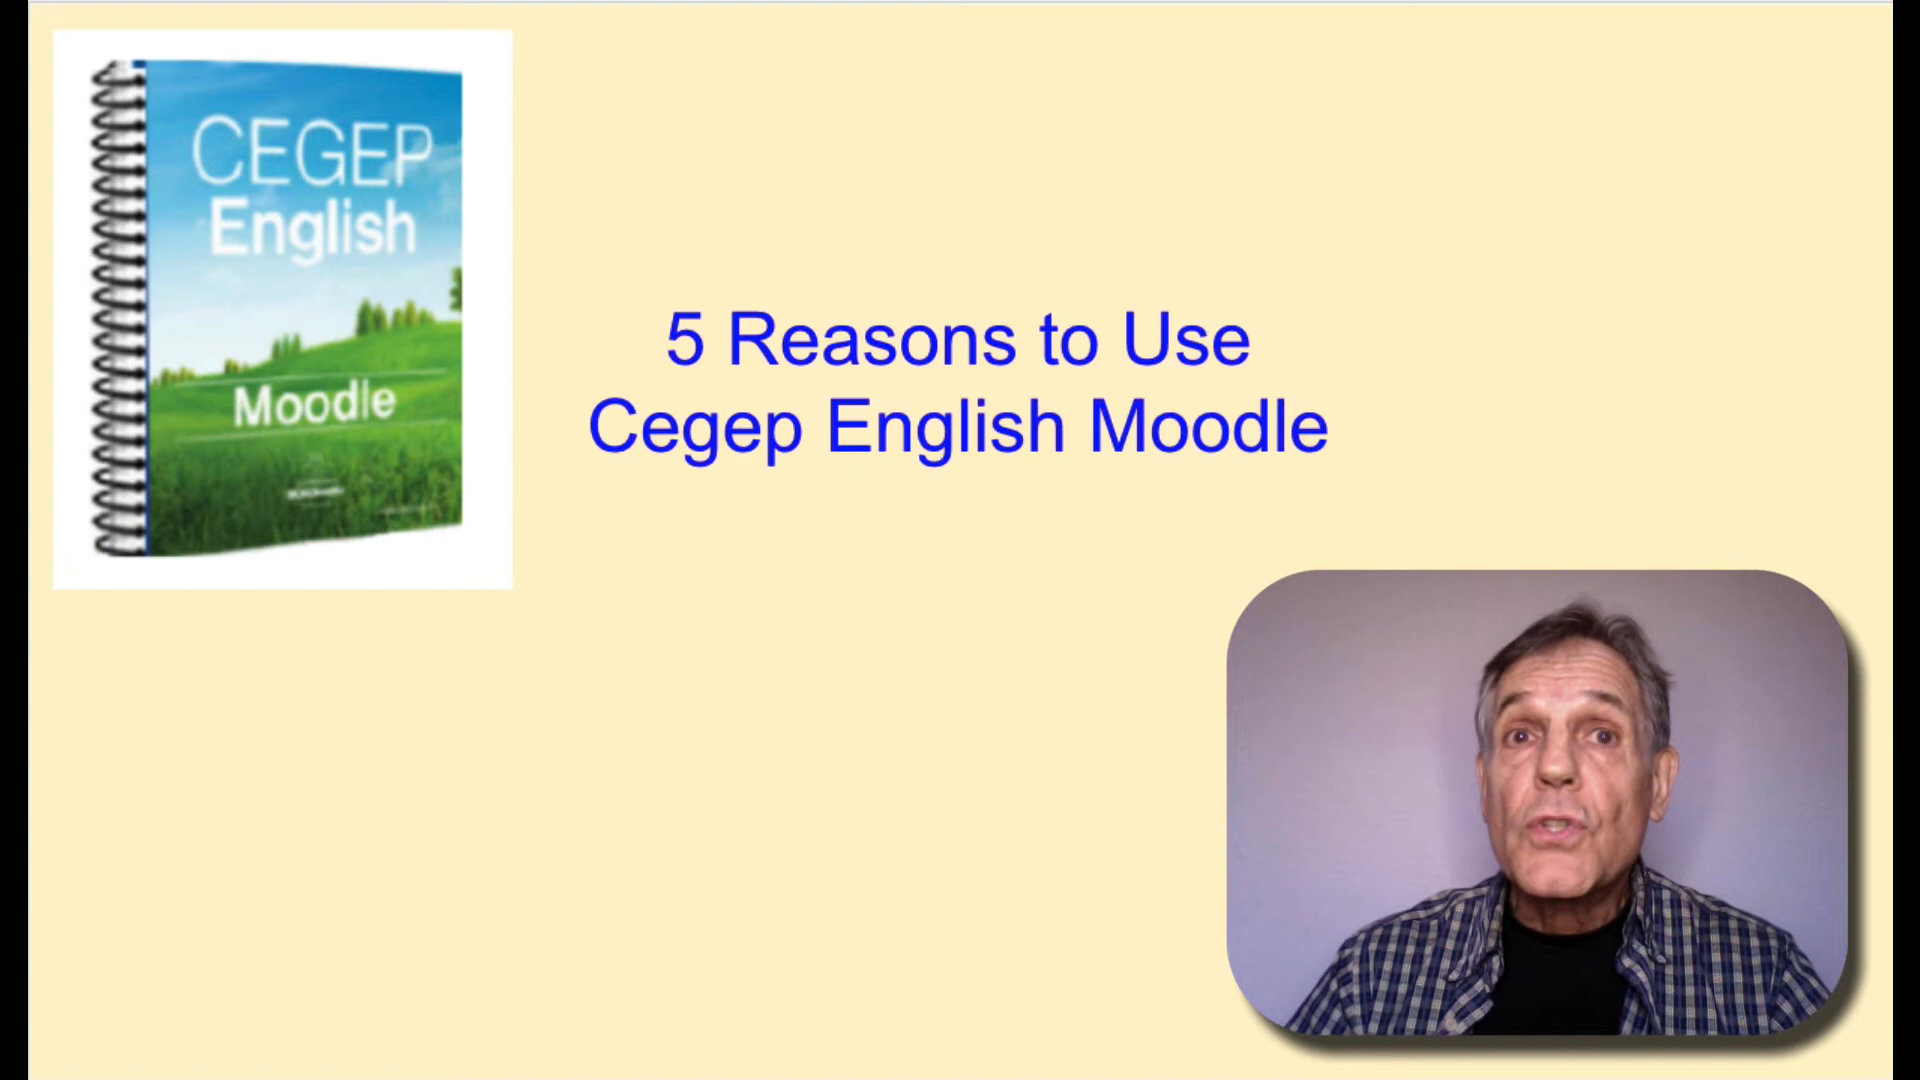 CEGEP
English
Moodle
5 Reasons to Use
Cegep English Moodle